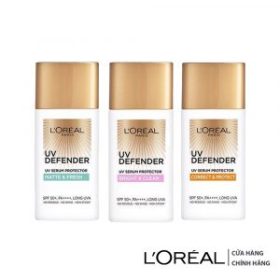 L'ORÉAL
PARIS
UV
DEFENDER
UV SERUM PROTECTOR
MATTE & FRESH
SPF 50+, PA++++, LONG UVA
L'ORÉAL
PARIS
UV
DEFENDER
UV SERUM PROTECTOR
BRIGHT & CLEAR
SPF 50+, PA++++, LONG UVA
L'ORÉAL
PARIS
UV
DEFENDER
UV SERUM PROTECTOR
CORRECT & PROTECT
SPF 50+, PA++++, LONG UVA
L'ORÉAL
CỬA HÀNG
CHÍNH HÃNG